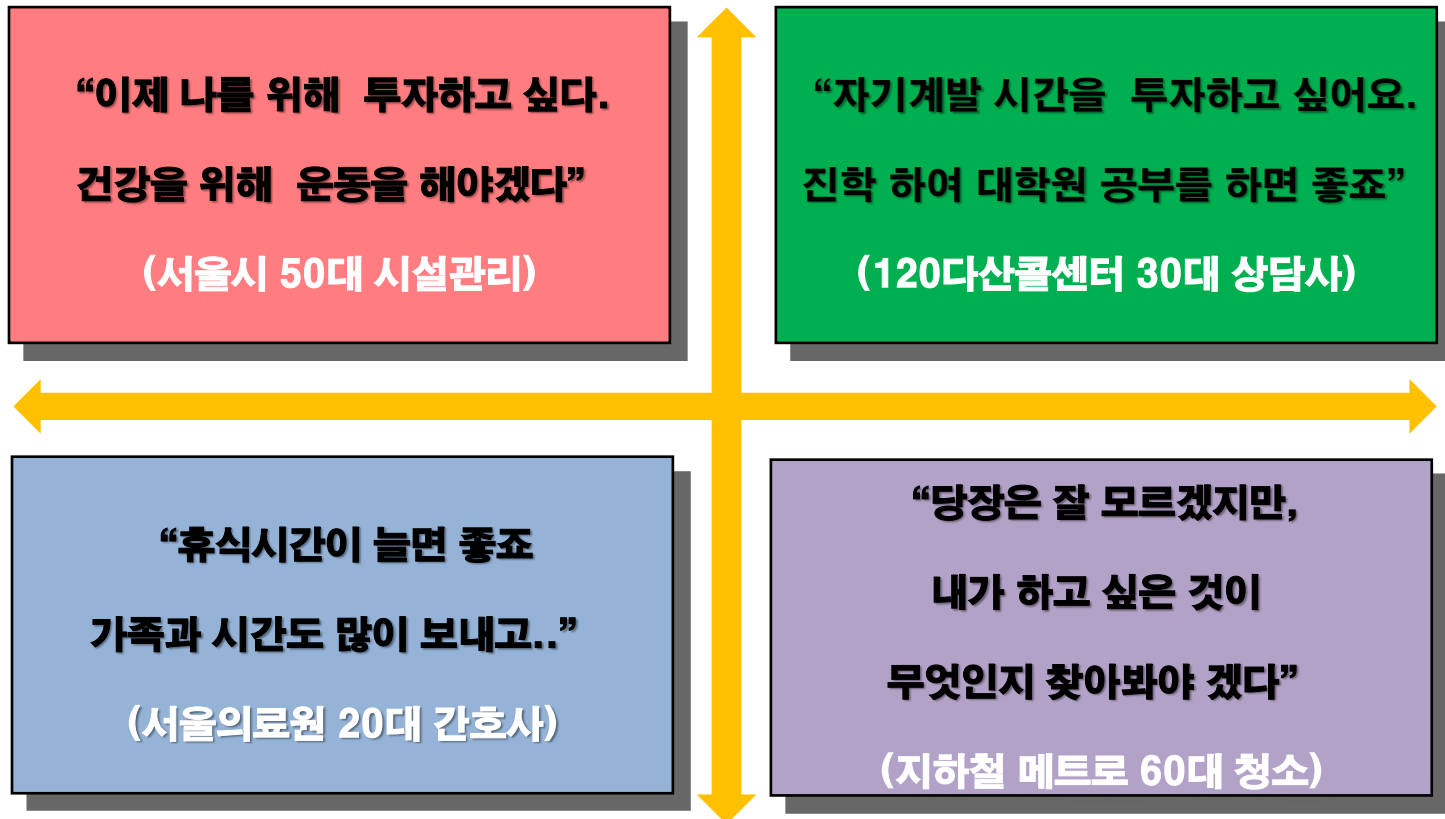 “이제 나를 위해 투자하고 싶다.
건강을 위해 운동을 해야겠다”
(서울시 50대 시설관리)
“자기계발 시간을 투자하고 싶어요.
진학 하여 대학원 공부를 하면 좋죠”
(120다산콜센터 30대 상담사)
“휴식시간이 늘면 좋죠
가족과 시간도 많이 보내고..”
(서울의료원 20대 간호사)
“당장은 잘 모르겠지만,
내가 하고 싶은 것이
무엇인지 찾아봐야 겠다”
(지하철 메트로 60대 청소)